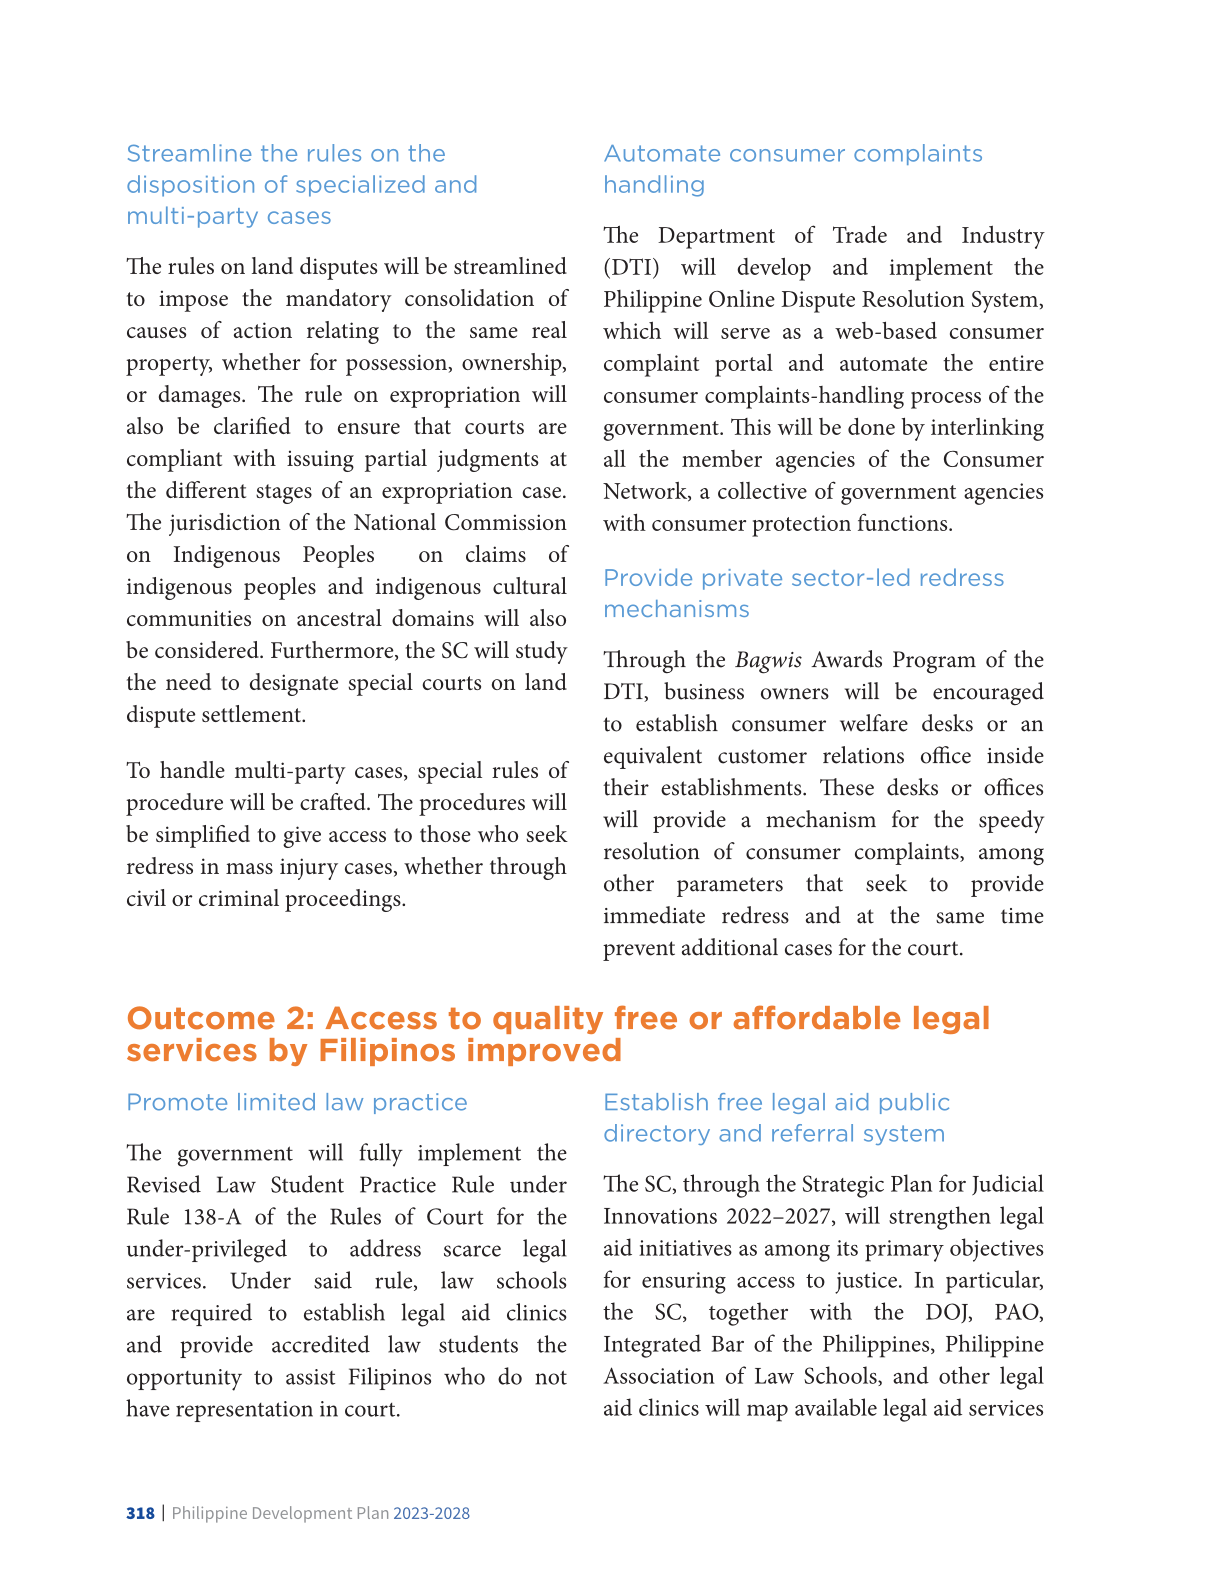 Streamline the rules on the
disposition of specialized and
multi-party cases
The rules on land disputes will be streamlined
to impose the mandatory consolidation of
causes of action relating to the same real
property, whether for possession, ownership,
or damages. The rule on expropriation will
also be clarified to ensure that courts are
compliant with issuing partial judgments at
the different stages of an expropriation case.
The jurisdiction of the National Commission
on Indigenous Peoples on claims of
indigenous peoples and indigenous cultural
communities on ancestral domains will also
be considered. Furthermore, the SC will study
the need to designate special courts on land
dispute settlement.
To handle multi-party cases, special rules of
procedure will be crafted. The procedures will
be simplified to give access to those who seek
redress in mass injury cases, whether through
civil or criminal proceedings.
Automate consumer complaints
handling
The Department of Trade and Industry
(DTI) will develop and implement the
Philippine Online Dispute Resolution System,
which will serve as a web-based consumer
complaint portal and automate the entire
consumer complaints-handling process of the
government. This will be done by interlinking
all the member agencies of the Consumer
Network, a collective of government agencies
with consumer protection functions.
Provide private sector-led redress
mechanisms
Through the Bagwis Awards Program of the
DTI, business owners will be encouraged
to establish consumer welfare desks or an
equivalent customer relations office inside
their establishments. These desks or offices
will provide a mechanism for the speedy
resolution of consumer complaints, among
other parameters that seek to provide
immediate redress and at the same time
prevent additional cases for the court.
Outcome 2: Access to quality free or affordable legal
services by Filipinos improved
Promote limited law practice
The government will fully implement the
Revised Law Student Practice Rule under
Rule 138-A of the Rules of Court for the
under-privileged to address scarce legal
services. Under said rule, law schools
are required to establish legal aid clinics
and provide accredited law students the
opportunity to assist Filipinos who do not
have representation in court.
Establish free legal aid public
directory and referral system
The SC, through the Strategic Plan for Judicial
Innovations 2022–2027, will strengthen legal
aid initiatives as among its primary objectives
for ensuring access to justice. In particular,
the SC, together with the DOJ, PAO,
Integrated Bar of the Philippines, Philippine
Association of Law Schools, and other legal
aid clinics will map available legal aid services
318 | Philippine Development Plan 2023-2028